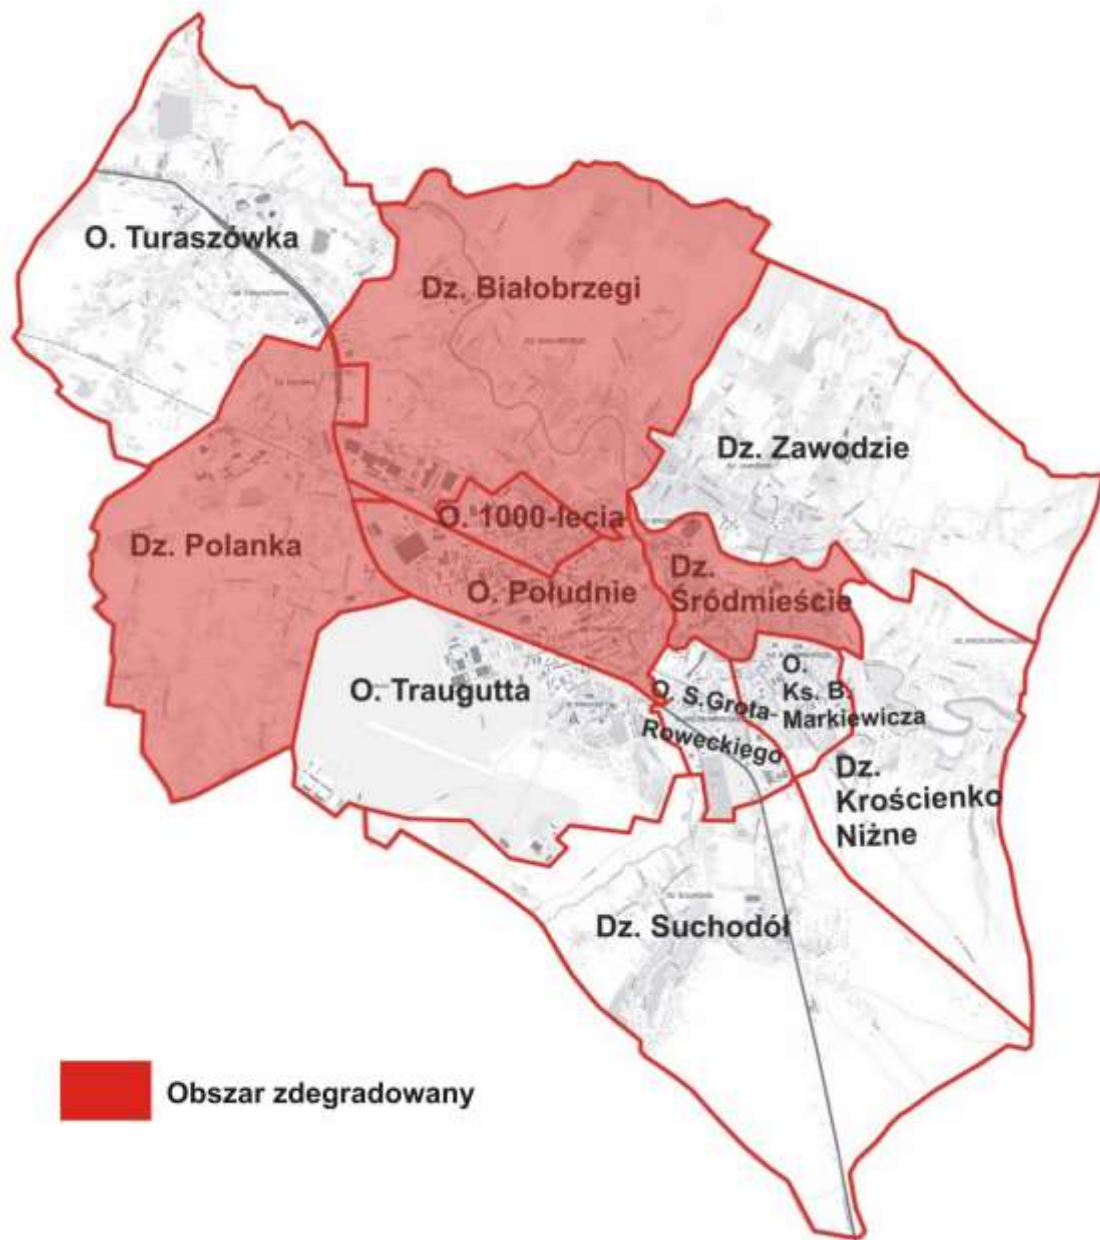 O. Turaszówka
Dz. Białobrzegi
Dz. Zawodzie
O. 1000-lecia
Dz. Polanka
Dz.
Śródmieście
O. Południe
O. Traugutta
O. S.Grota-
Roweckiego
O.
Ks. B.
Markiewicza
Dz.
Krościenko
Niżne
Dz. Suchodół
Obszar zdegradowany